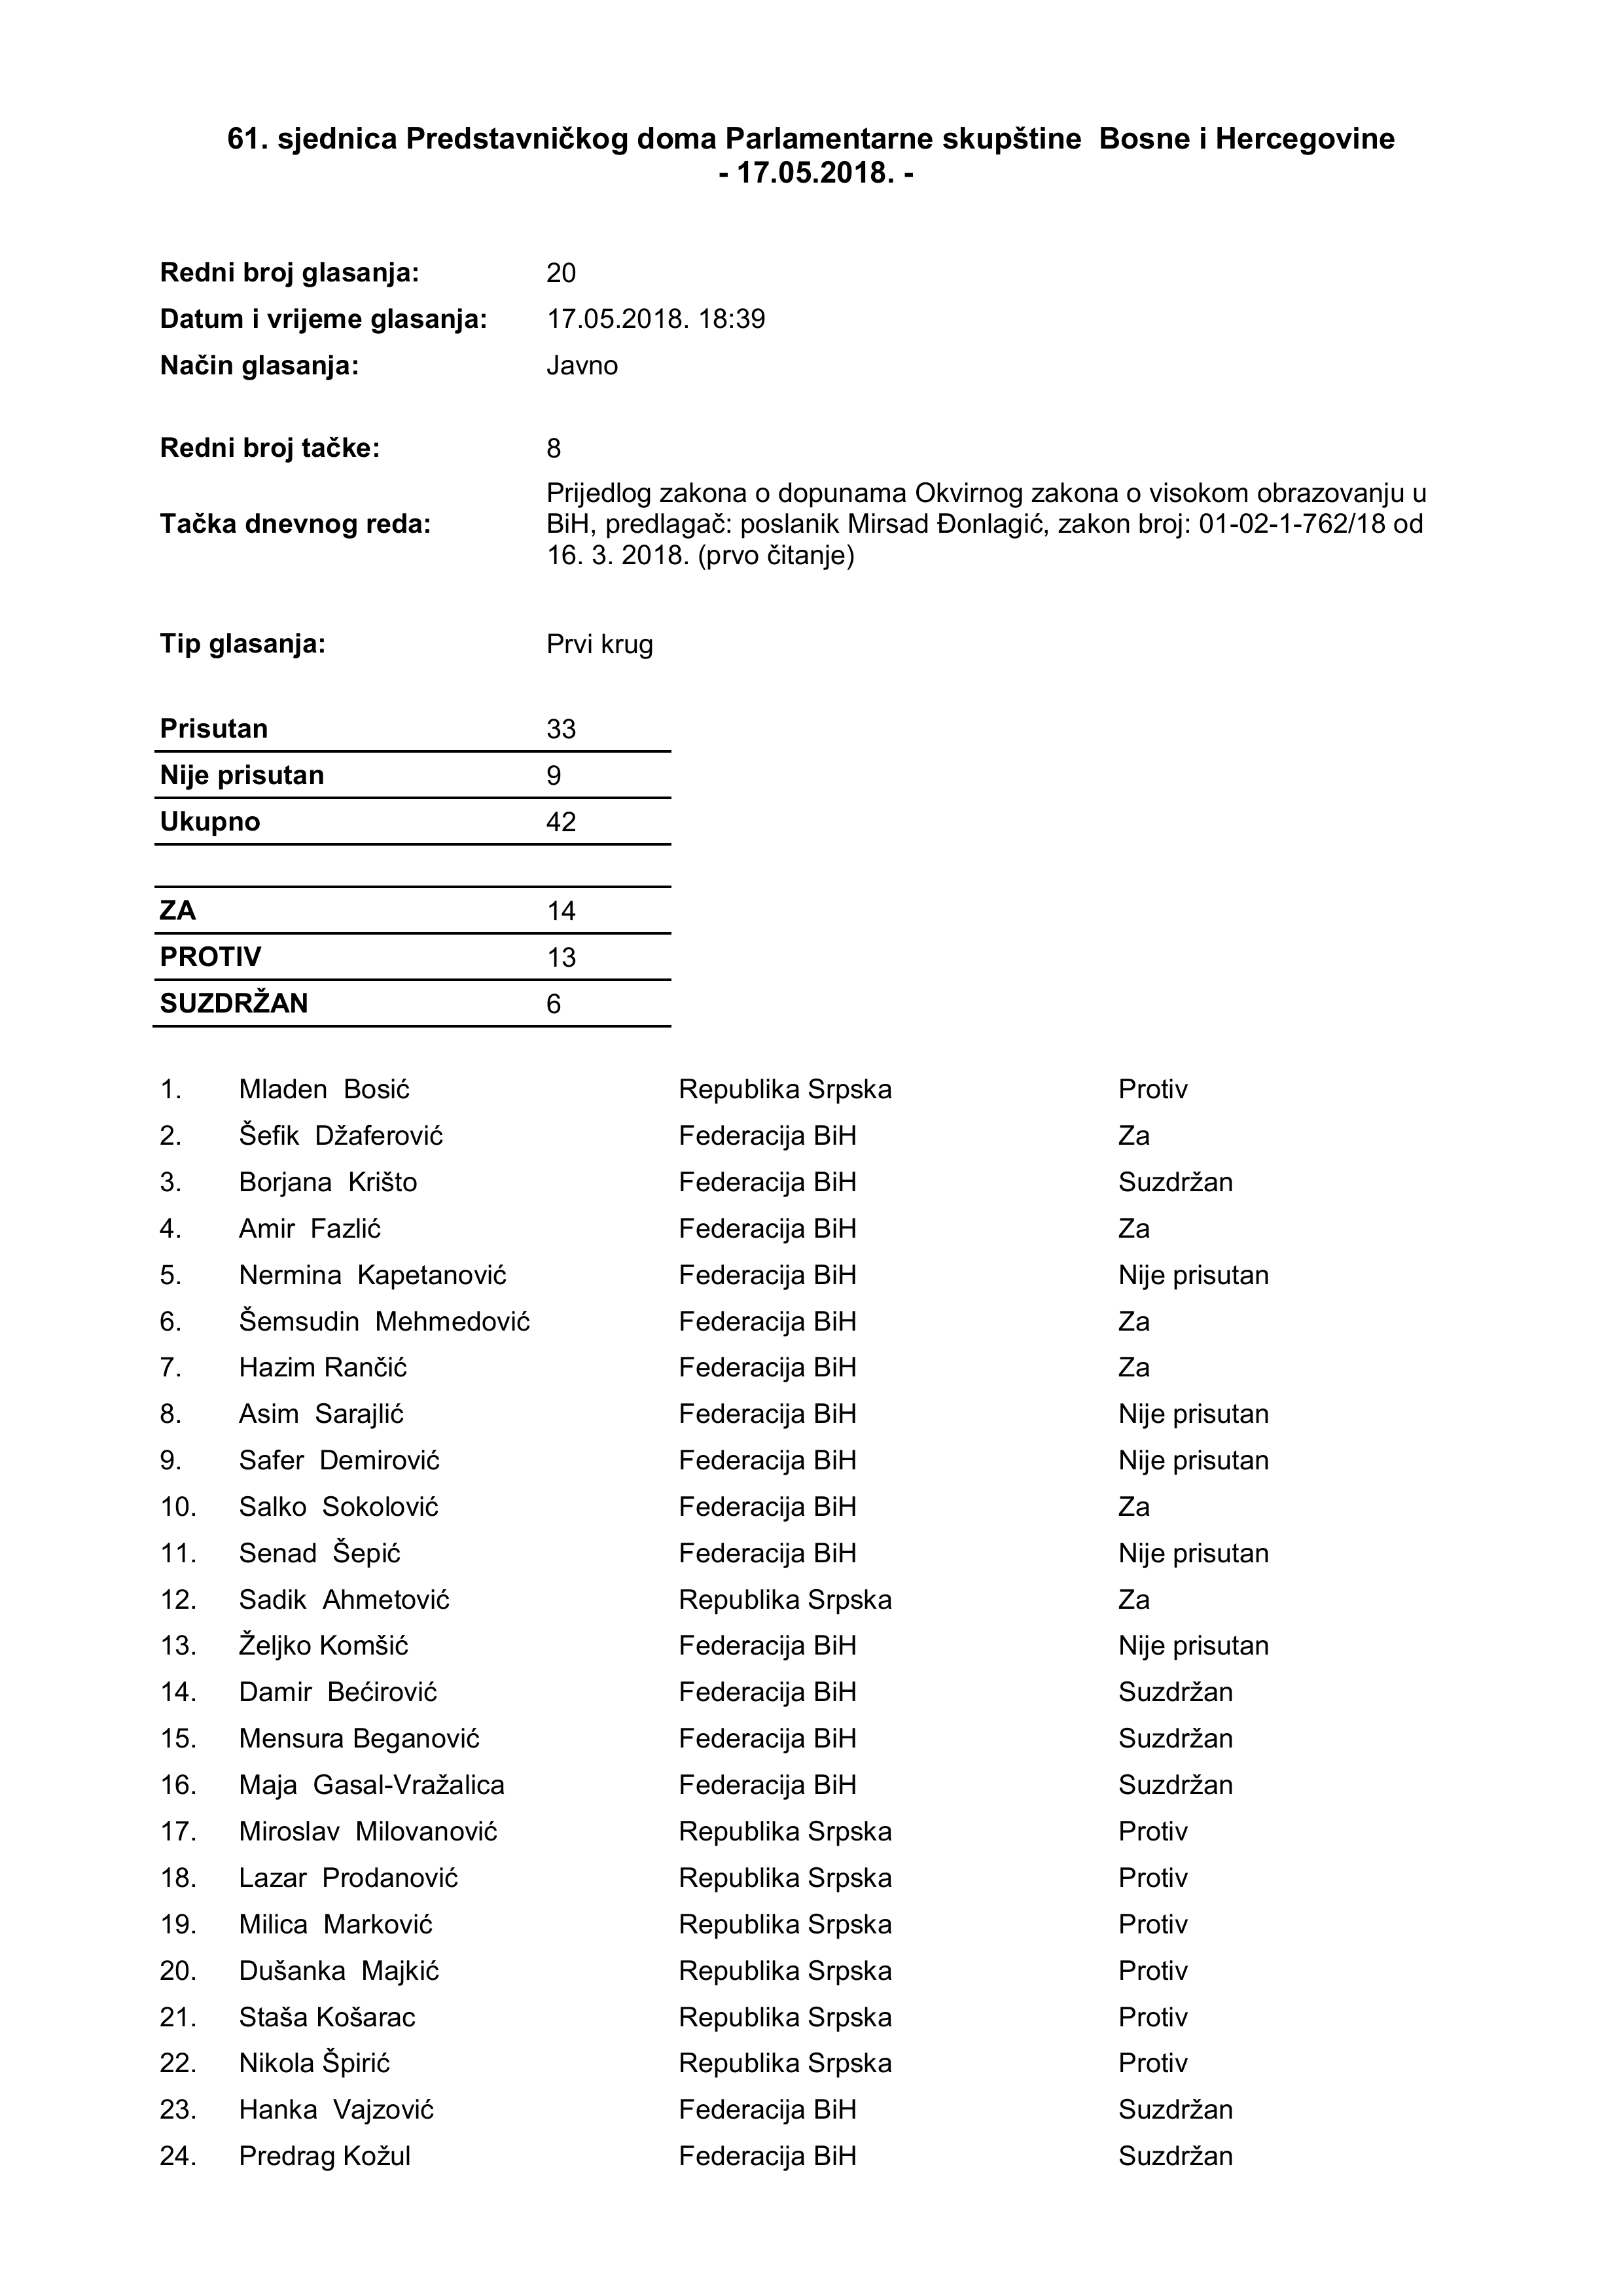 61. sjednica Predstavničkog doma Parlamentarne skupštine  Bosne i Hercegovine
- 17.05.2018. -
Redni broj glasanja: 20
Datum i vrijeme glasanja: 17.05.2018. 18:39
Način glasanja: Javno
Redni broj tačke: 8
Tačka dnevnog reda: Prijedlog zakona o dopunama Okvirnog zakona o visokom obrazovanju u
BiH, predlagač: poslanik Mirsad Đonlagić, zakon broj: 01-02-1-762/18 od
16. 3. 2018. (prvo čitanje)
Tip glasanja: Prvi krug
Prisutan 33
Nije prisutan 9
Ukupno 42
ZA 14
PROTIV 13
SUZDRŽAN 6
1. Mladen  Bosić Republika Srpska Protiv
2. Šefik  Džaferović Federacija BiH Za
3. Borjana  Krišto Federacija BiH Suzdržan
4. Amir  Fazlić Federacija BiH Za
5. Nermina  Kapetanović Federacija BiH Nije prisutan
6. Šemsudin  Mehmedović Federacija BiH Za
7. Hazim Rančić Federacija BiH Za
8. Asim  Sarajlić Federacija BiH Nije prisutan
9. Safer  Demirović Federacija BiH Nije prisutan
10. Salko  Sokolović Federacija BiH Za
11. Senad  Šepić Federacija BiH Nije prisutan
12. Sadik  Ahmetović Republika Srpska Za
13. Željko Komšić Federacija BiH Nije prisutan
14. Damir  Bećirović Federacija BiH Suzdržan
15. Mensura Beganović Federacija BiH Suzdržan
16. Maja  Gasal-Vražalica Federacija BiH Suzdržan
17. Miroslav  Milovanović Republika Srpska Protiv
18. Lazar  Prodanović Republika Srpska Protiv
19. Milica  Marković Republika Srpska Protiv
20. Dušanka  Majkić Republika Srpska Protiv
21. Staša Košarac Republika Srpska Protiv
22. Nikola Špirić Republika Srpska Protiv
23. Hanka  Vajzović Federacija BiH Suzdržan
24. Predrag Kožul Federacija BiH Suzdržan